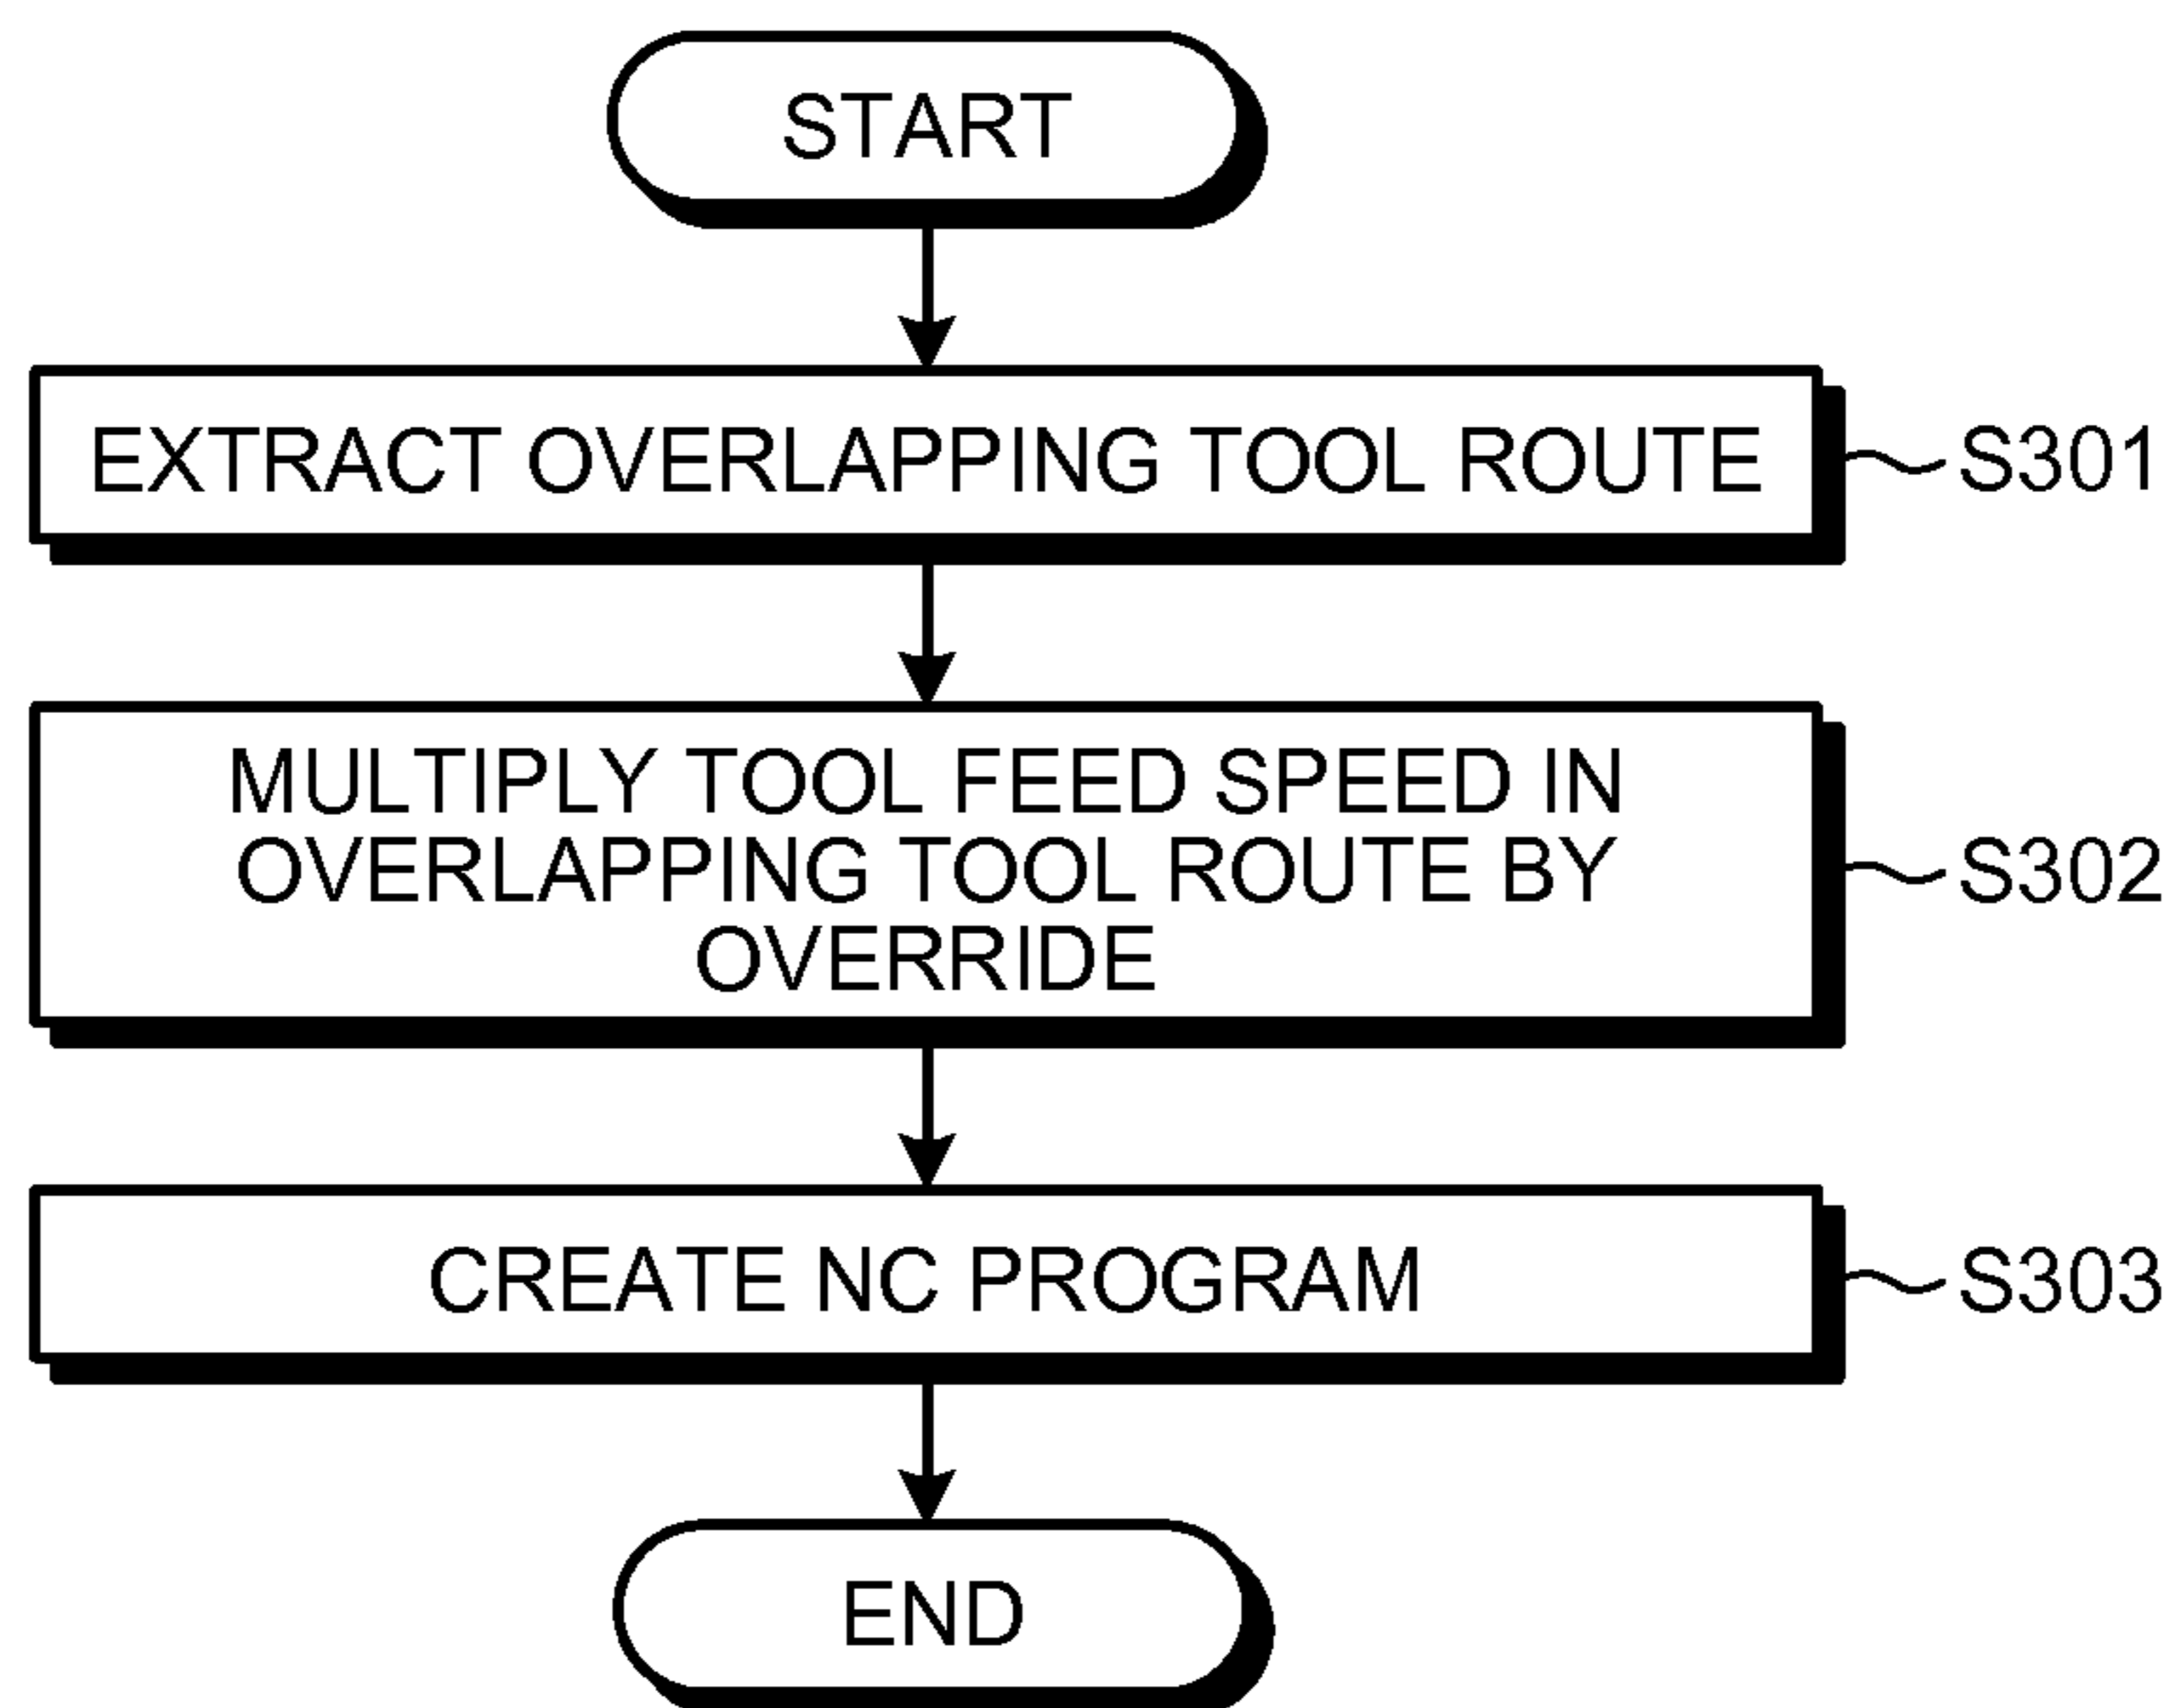 START
EXTRACT OVERLAPPING TOOL ROUTE
S301
MULTIPLY TOOL FEED SPEED IN
OVERLAPPING TOOL ROUTE BY
OVERRIDE
S302
CREATE NC PROGRAM
S303
END